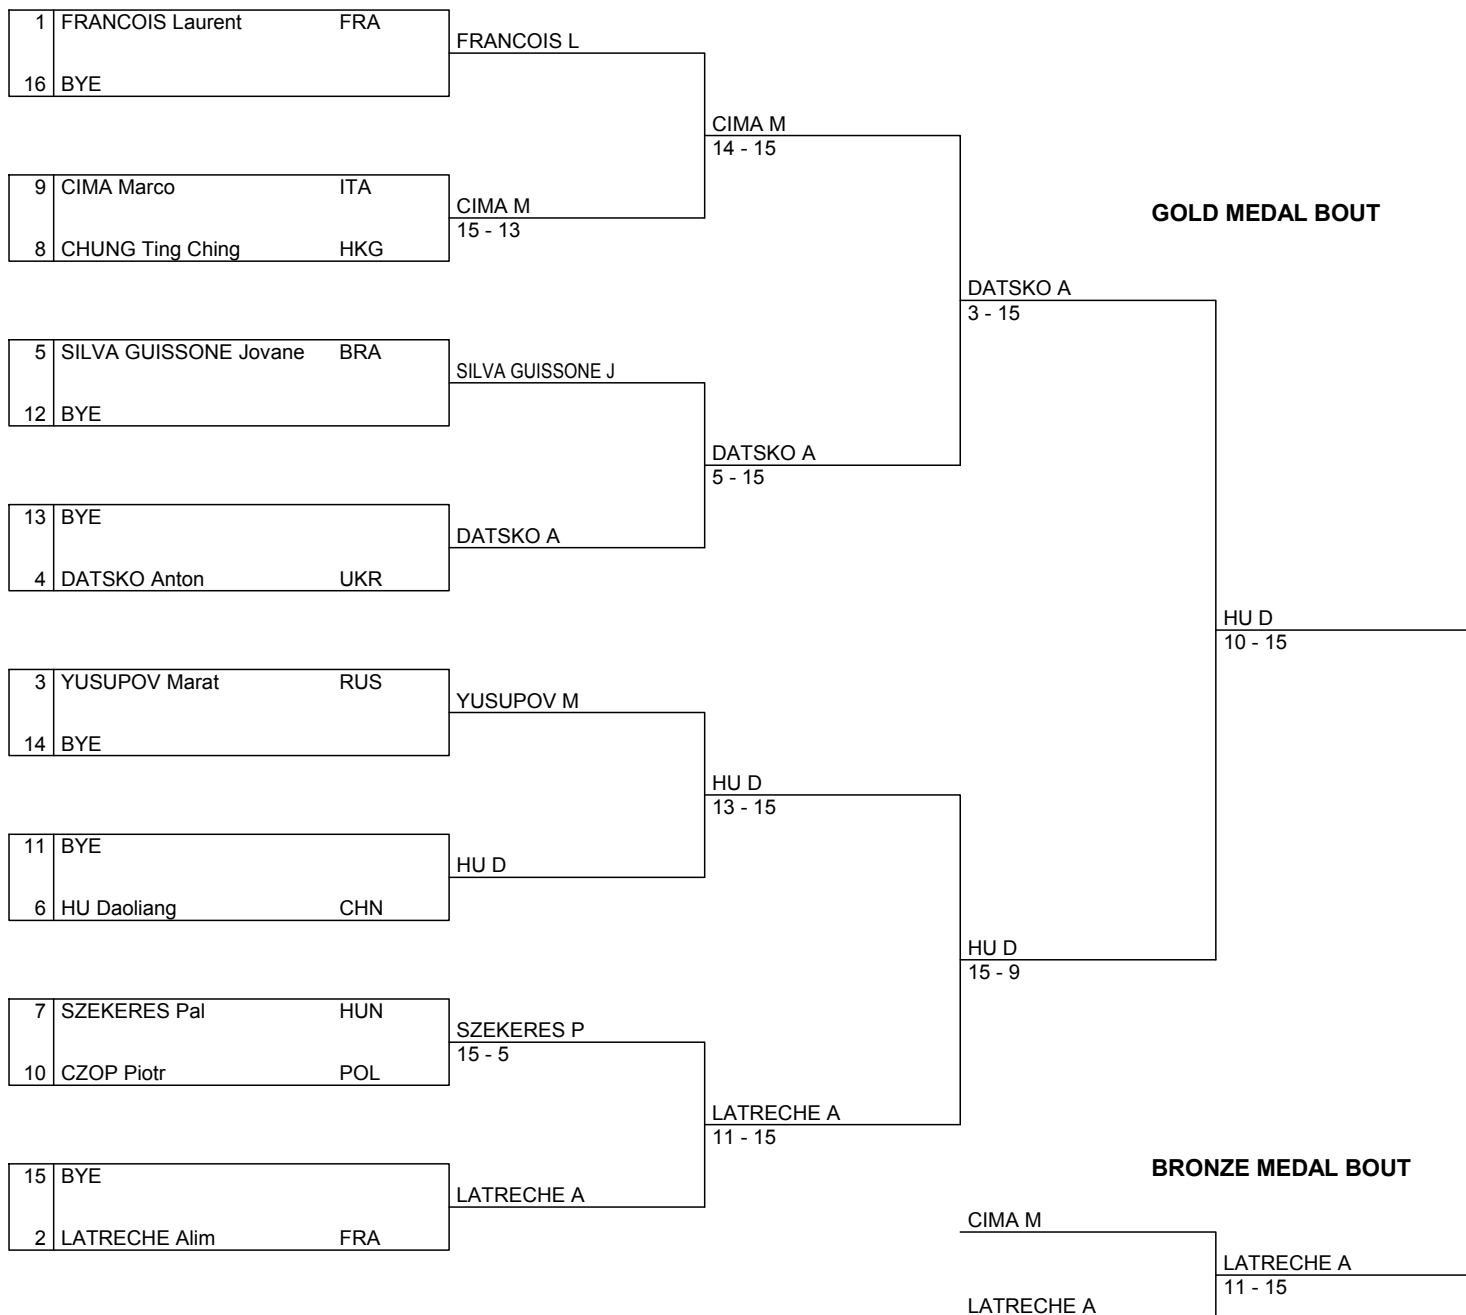 1 FRANCOIS Laurent FRA
16 BYE
9 CIMA Marco ITA
8 CHUNG Ting Ching HKG
5 SILVA GUISSONE Jovane BRA
12 BYE
13 BYE
4 DATSKO Anton UKR
3 YUSUPOV Marat RUS
14 BYE
11 BYE
6 HU Daoliang CHN
7 SZEKERES Pal HUN
10 CZOP Piotr POL
15 BYE
2 LATRECHE Alim FRA
FRANCOIS L
CIMA M
15 - 13
SILVA GUISSONE J
DATSKO A
YUSUPOV M
HU D
SZEKERES P
15 - 5
LATRECHE A
CIMA M
14 - 15
DATSKO A
5 - 15
HU D
13 - 15
LATRECHE A
11 - 15
GOLD MEDAL BOUT
DATSKO A
3 - 15
HU D
15 - 9
HU D
10 - 15
BRONZE MEDAL BOUT
CIMA M
LATRECHE A
LATRECHE A
11 - 15